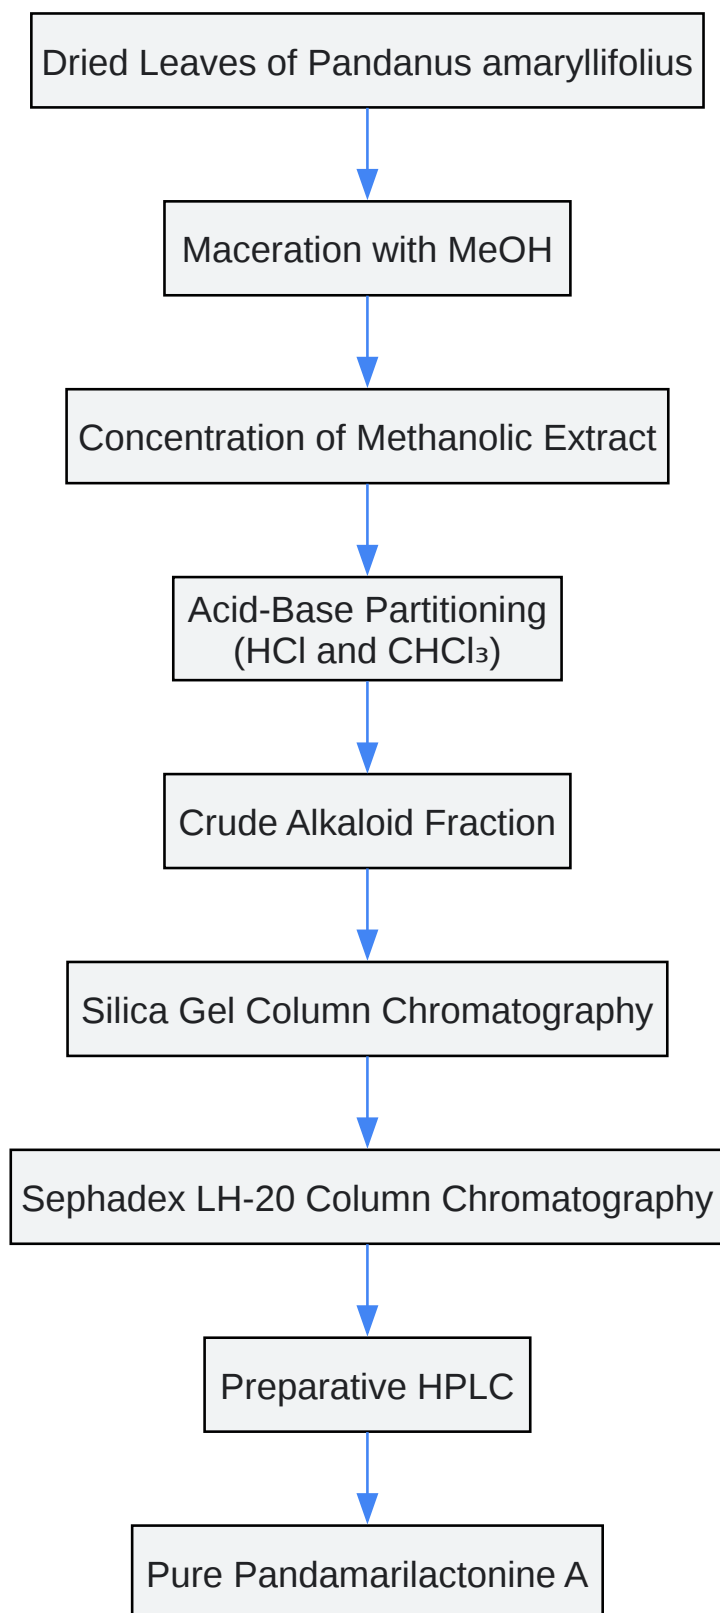 Dried Leaves of Pandanus amaryllifolius
Maceration with MeOH
Concentration of Methanolic Extract
Acid-Base Partitioning
(HCl and CHCl₃)
Crude Alkaloid Fraction
Silica Gel Column Chromatography
Sephadex LH-20 Column Chromatography
Preparative HPLC
Pure Pandamarilactonine A